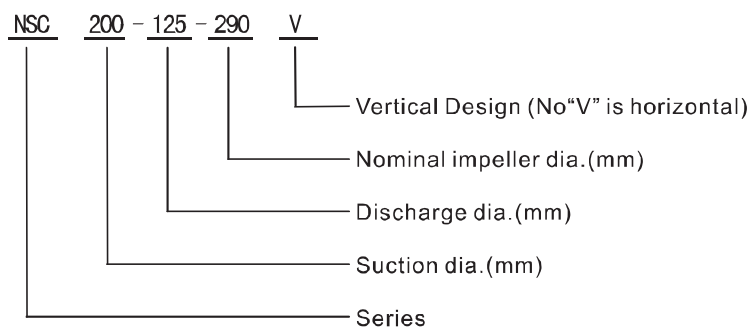 NSC 200 - 125 - 290 V
Vertical Design (No“V” is horizontal)
Nominal impeller dia.(mm)
Discharge dia.(mm)
Suction dia.(mm)
Series